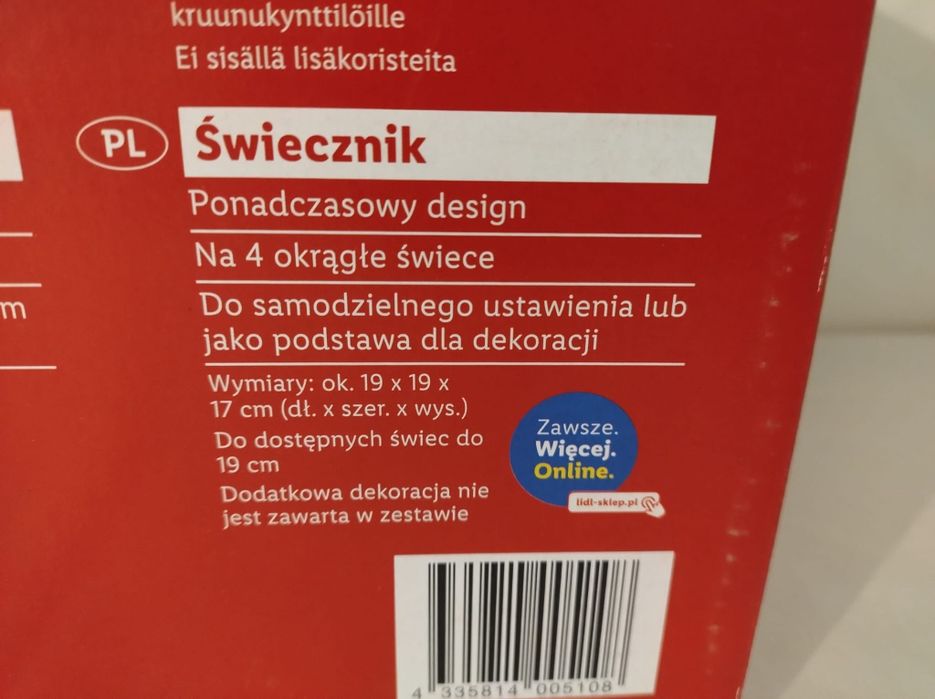 kruunukynttilöille
Ei sisällä lisäkoristeita
PL
Świecznik
Ponadczasowy design
Na 4 okrągłe świece
m
Do samodzielnego ustawienia lub
jako podstawa dla dekoracji
Wymiary: ok. 19 x 19 x
17 cm (dł. x szer. x wys.)
Do dostępnych świec do
19 cm
Dodatkowa dekoracja nie
jest zawarta w zestawie
Zawsze.
Więcej.
Online.
lidl-sklep.pl
4 335814 005108